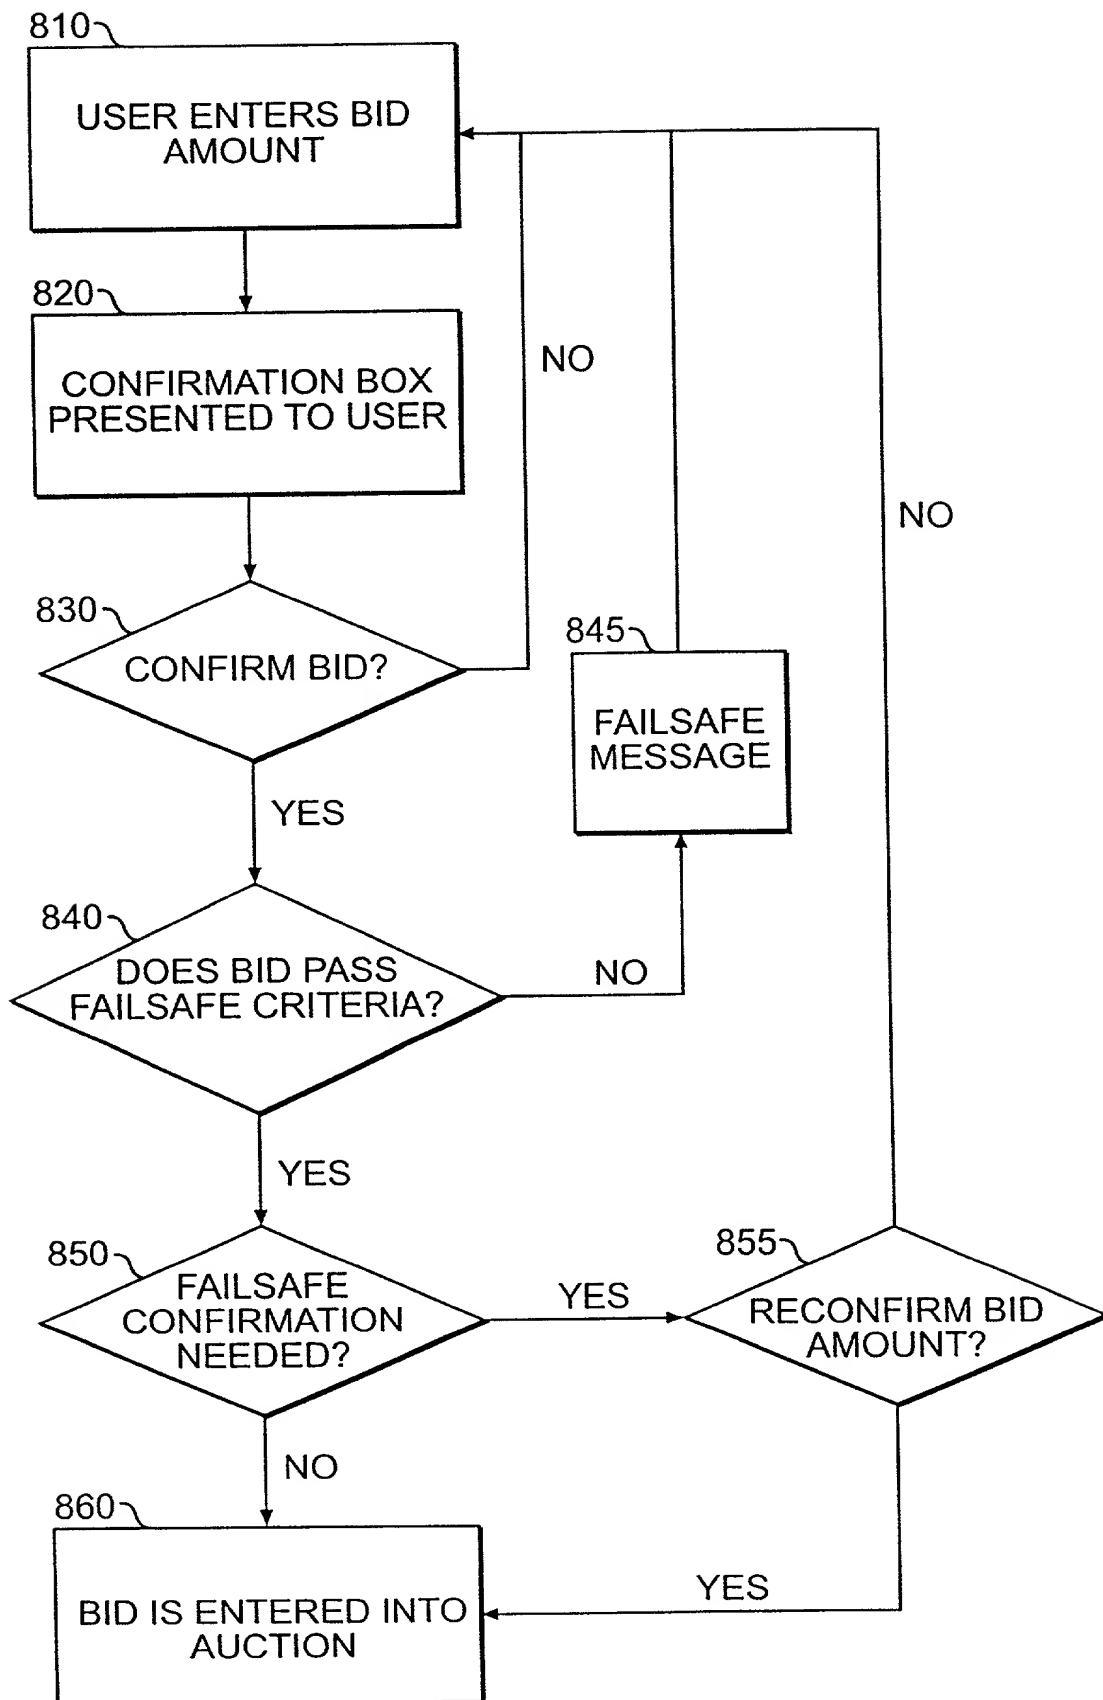 810
USER ENTERS BID
AMOUNT
820
CONFIRMATION BOX
PRESENTED TO USER
NO
NO
830
CONFIRM BID?
845
FAILSAFE
MESSAGE
YES
840
DOES BID PASS
FAILSAFE CRITERIA?
NO
YES
850
FAILSAFE
CONFIRMATION
NEEDED?
YES
855
RECONFIRM BID
AMOUNT?
NO
860
BID IS ENTERED INTO
AUCTION
YES